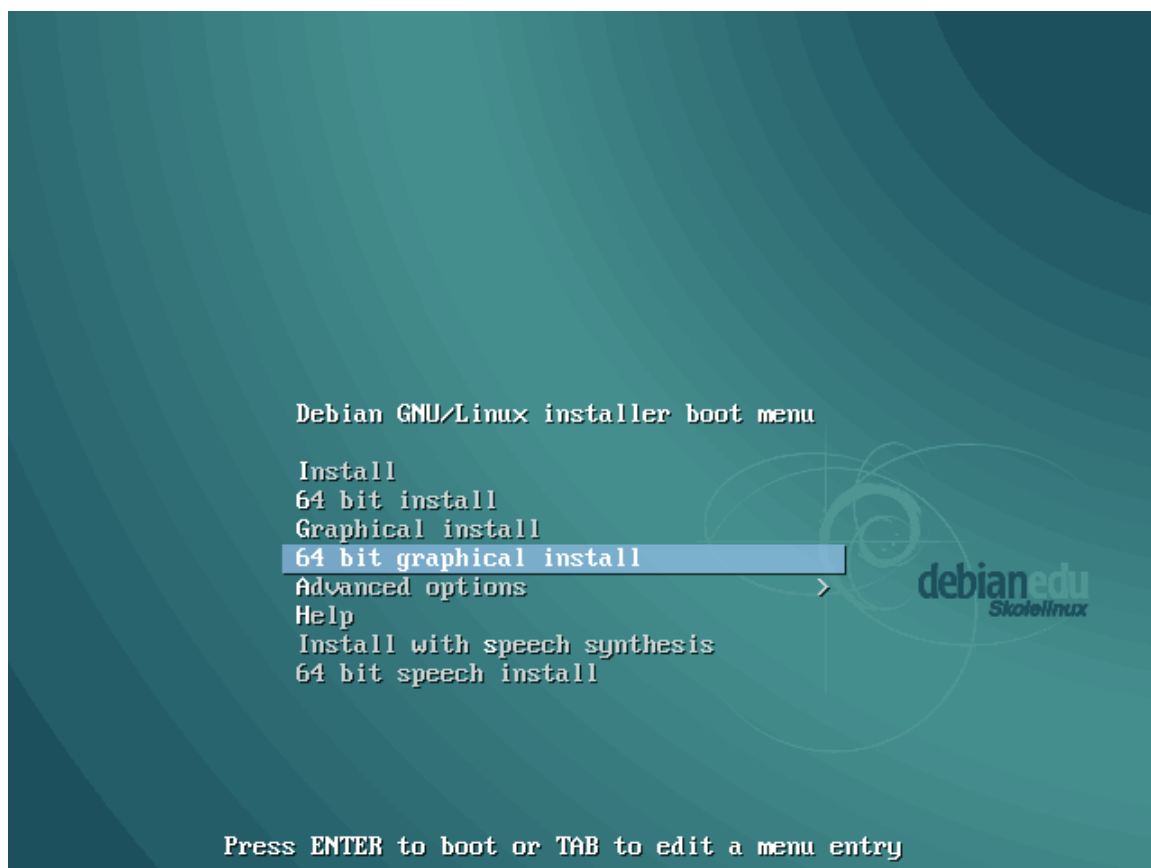 Debian GNU/Linux installer boot menu
Install
64 bit install
Graphical install
64 bit graphical install
Advanced options >
Help
Install with speech synthesis
64 bit speech install
debianedu
Skolelinux
Press ENTER to boot or TAB to edit a menu entry